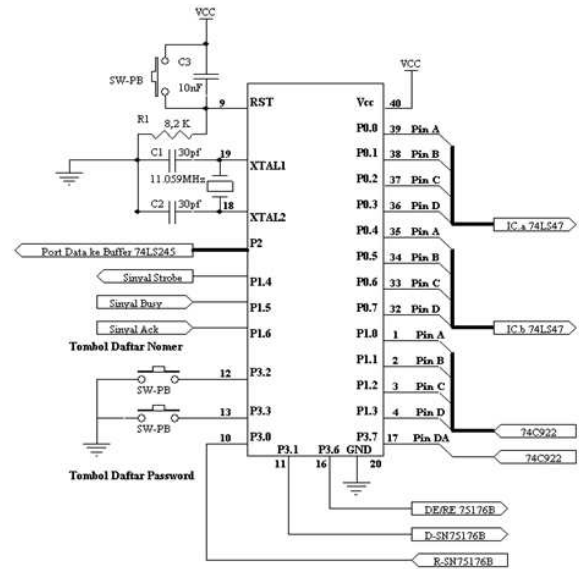 VCC
SW-PB
C3
10nF
R1
8,2 K
C1
30pf
11.059MHz
C2
30pf
9
RST
19
XTAL1
18
XTAL2
Port Data ke Buffer 74LS245
P2
Sinyal Strobe
P1.4
Sinyal Busy
P1.5
Sinyal Ack
P1.6
Tombol Daftar Nomer
12
P3.2
SW-PB
13
P3.3
SW-PB
10
P3.0
Tombol Daftar Password
VCC
Vcc
40
P0.0
39
Pin A
P0.1
38
Pin B
P0.2
37
Pin C
P0.3
36
Pin D
IC.a 74LS47
P0.4
35
Pin A
P0.5
34
Pin B
P0.6
33
Pin C
P0.7
32
Pin D
IC.b 74LS47
P1.0
1
Pin A
P1.1
2
Pin B
P1.2
3
Pin C
P1.3
4
Pin D
74C922
P3.7
17
Pin DA
74C922
P3.1
P3.6
GND
11
16
20
DE/RE 75176B
D-SN75176B
R-SN75176B